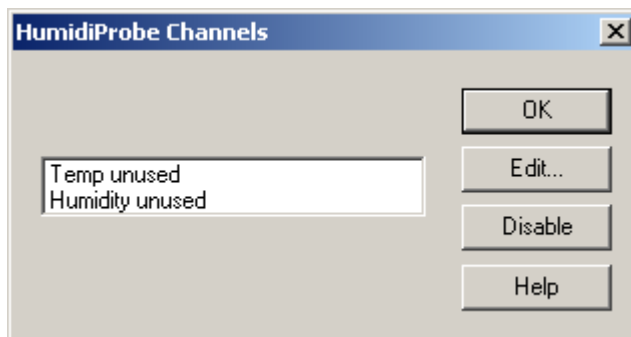 HumidiProbe Channels
OK
Temp unused
Humidity unused
Edit...
Disable
Help